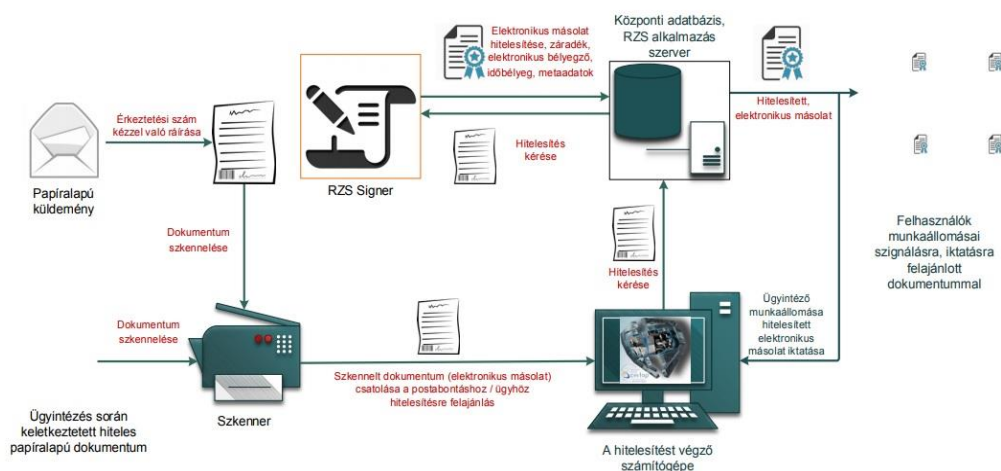 Elektronikus másolat
hitelesítése, záradék,
elektronikus bélyegző,
időbélyeg, metaadatok
Központi adatbázis,
RZS alkalmazás
szerver
Érkeztetési szám
kézzel való ráírása
Hitelesítés
kérése
Hitelesített,
elektronikus másolat
Papíralapú
küldemény
RZS Signer
Dokumentum
szkennelése
Hitelesítés
kérése
Felhasználók
munkaállomásai
szignálásra, iktatásra
felajánlott
dokumentummal
Dokumentum
szkennelése
Ügyintéző
munkaállomása
hitelesített
elektronikus
másolat iktatása
Szkennelt dokumentum (elektronikus másolat)
csatolása a postabontáshoz / ügyhöz
hitelesítésre felajánlás
Ügyintézés során
keletkeztetett hiteles
papíralapú dokumentum
Szkenner
A hitelesítést végző
számítógépe